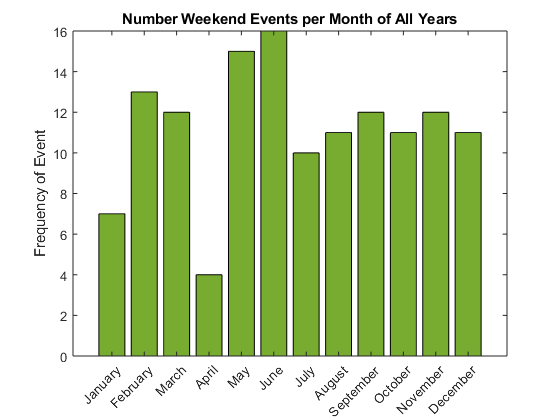 Number Weekend Events per Month of All Years
Frequency of Event
16
14
12
10
8
6
4
2
0
January
February
March
April
May
June
July
August
September
October
November
December